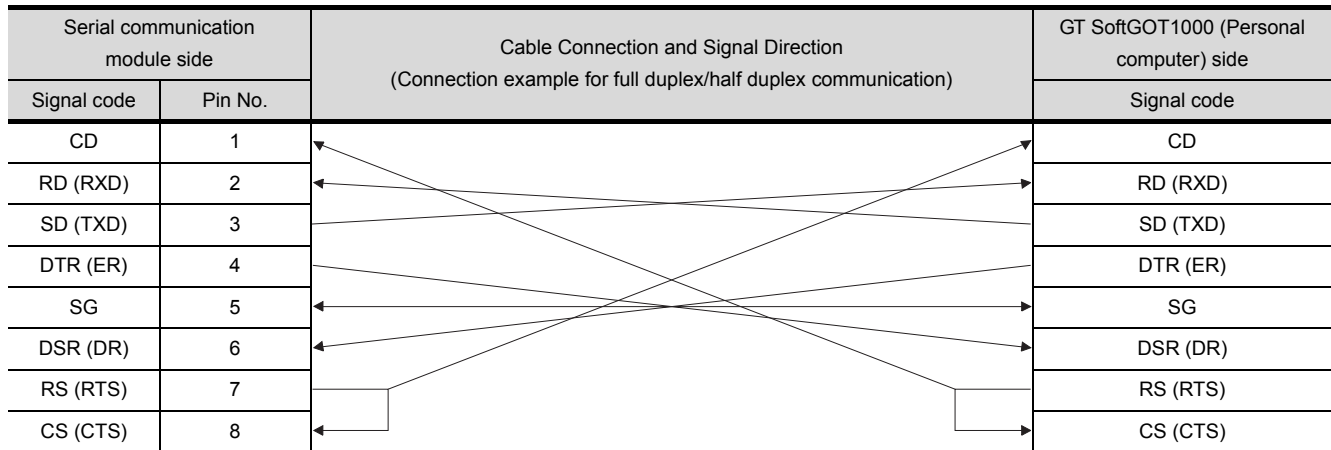 Serial communication
module side
Cable Connection and Signal Direction
(Connection example for full duplex/half duplex communication)
GT SoftGOT1000 (Personal
computer) side
Signal code Pin No. Signal code
CD 1 CD
RD (RXD) 2 RD (RXD)
SD (TXD) 3 SD (TXD)
DTR (ER) 4 DTR (ER)
SG 5 SG
DSR (DR) 6 DSR (DR)
RS (RTS) 7 RS (RTS)
CS (CTS) 8 CS (CTS)